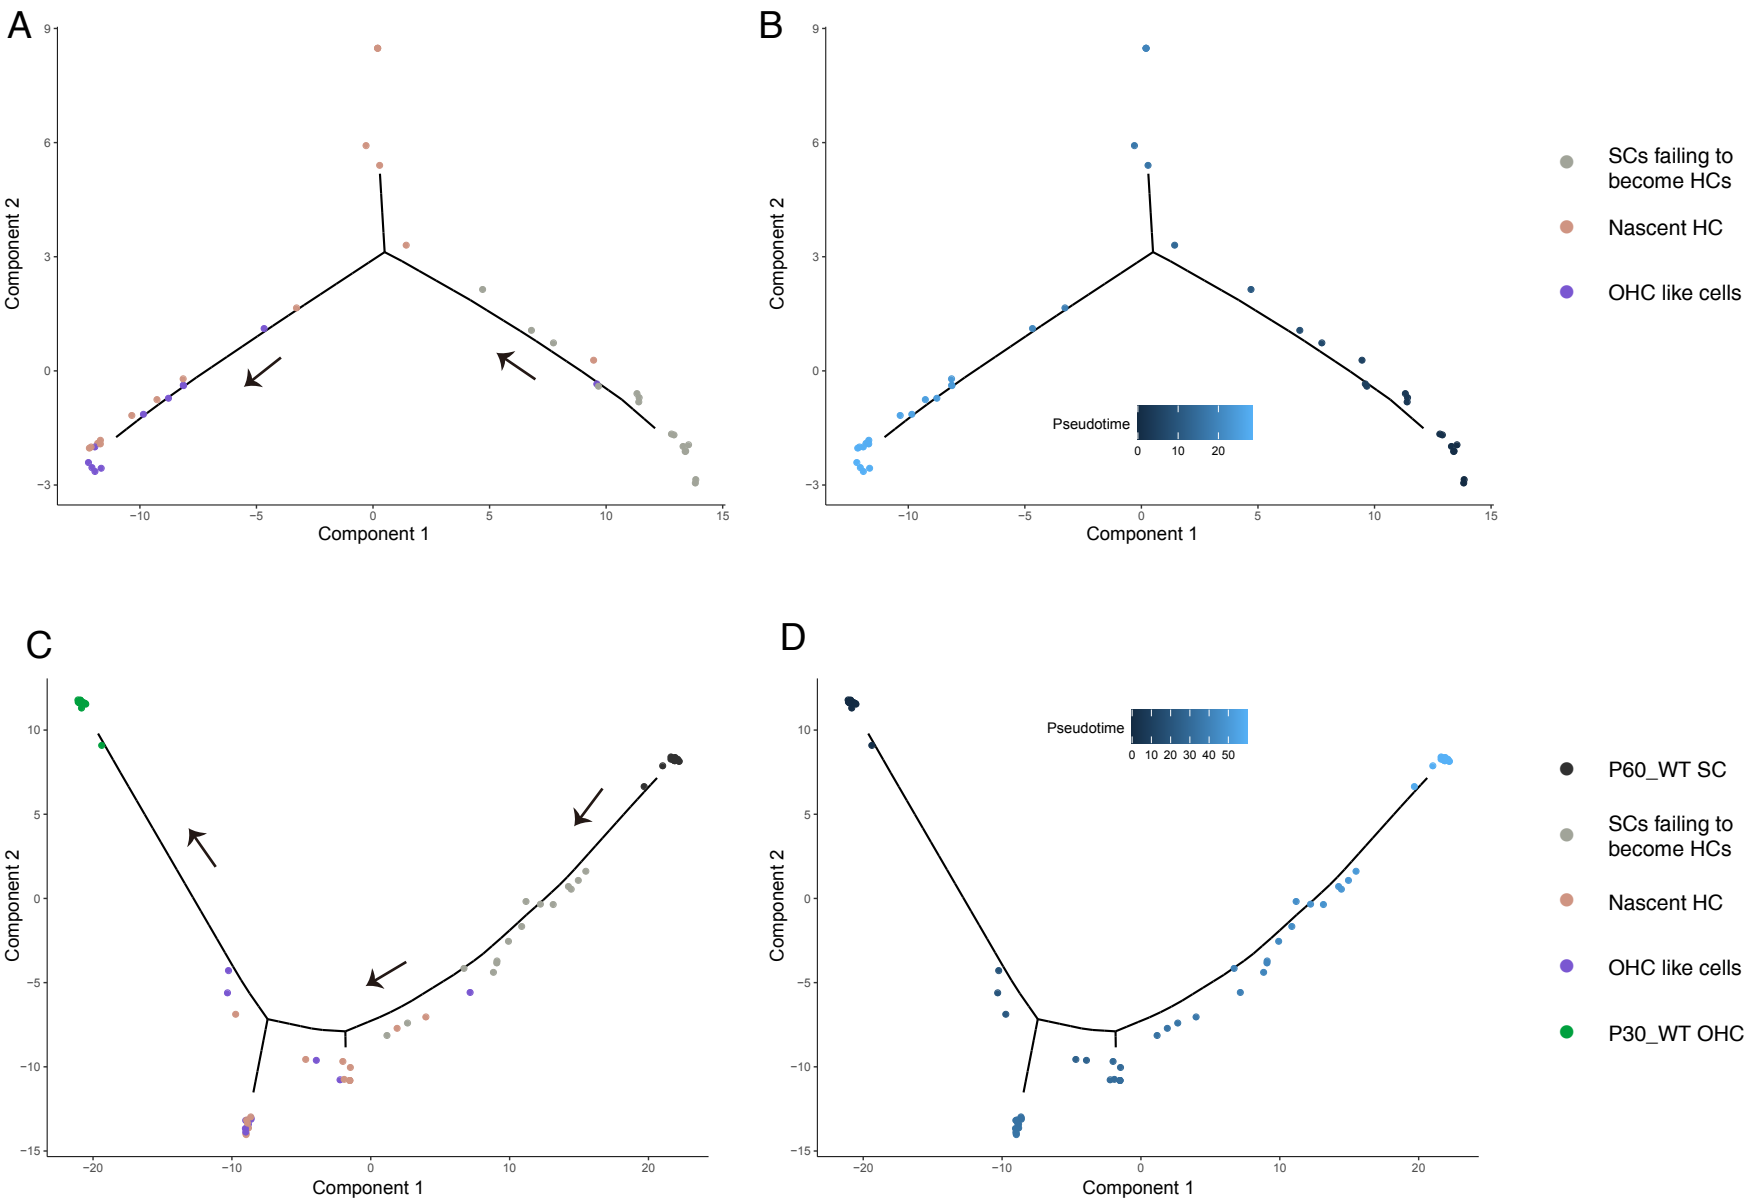 A
9
6
3
0
−3
Component 2
−10
−5
0
5
10
15
Component 1
B
9
6
3
0
−3
Component 2
Pseudotime
0
10
20
−10
−5
0
5
10
15
Component 1
SCs failing to
become HCs
Nascent HC
OHC like cells
C
10
5
0
−5
−10
−15
Component 2
−20
−10
0
10
20
Component 1
D
10
5
0
−5
−10
−15
Component 2
Pseudotime
0 10 20 30 40 50
−20
−10
0
10
20
Component 1
P60_WT SC
SCs failing to
become HCs
Nascent HC
OHC like cells
P30_WT OHC